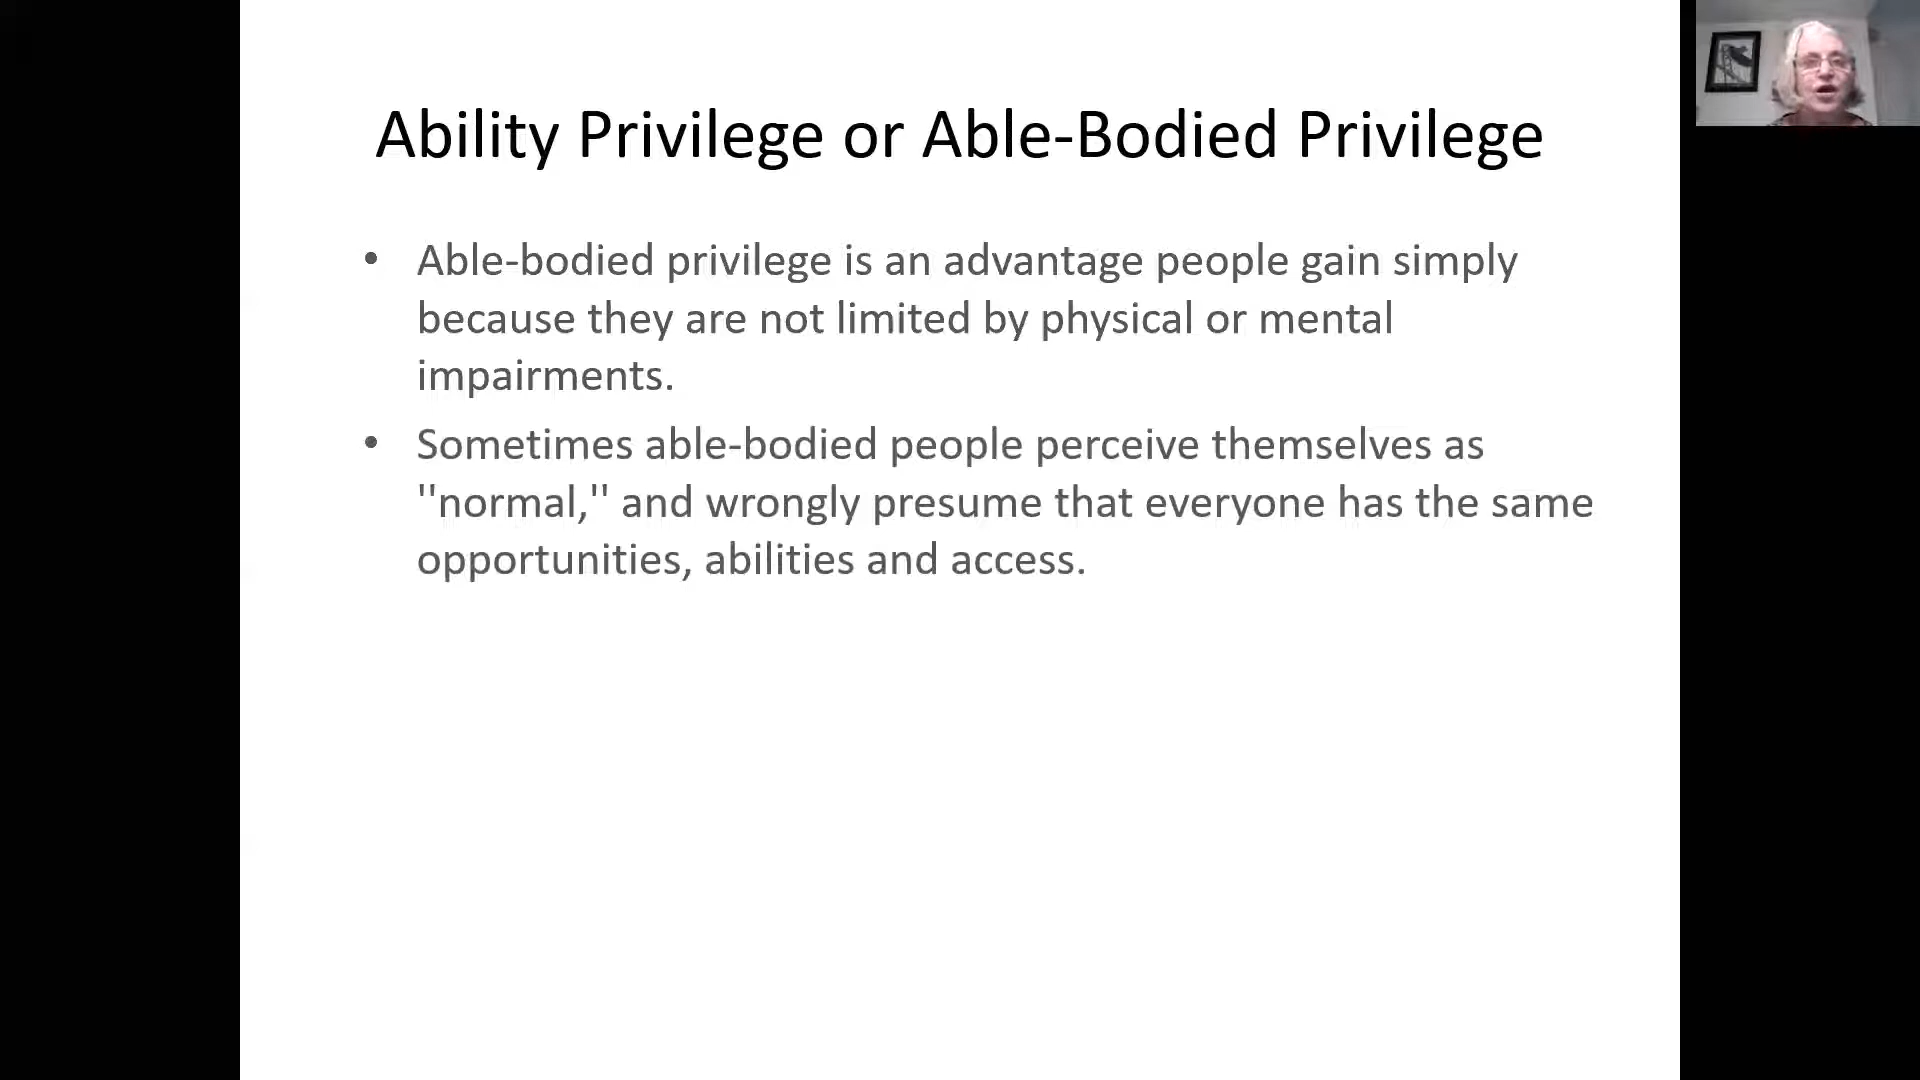 Ability Privilege or Able-Bodied Privilege
• Able-bodied privilege is an advantage people gain simply
because they are not limited by physical or mental
impairments.
• Sometimes able-bodied people perceive themselves as
"normal," and wrongly presume that everyone has the same
opportunities, abilities and access.